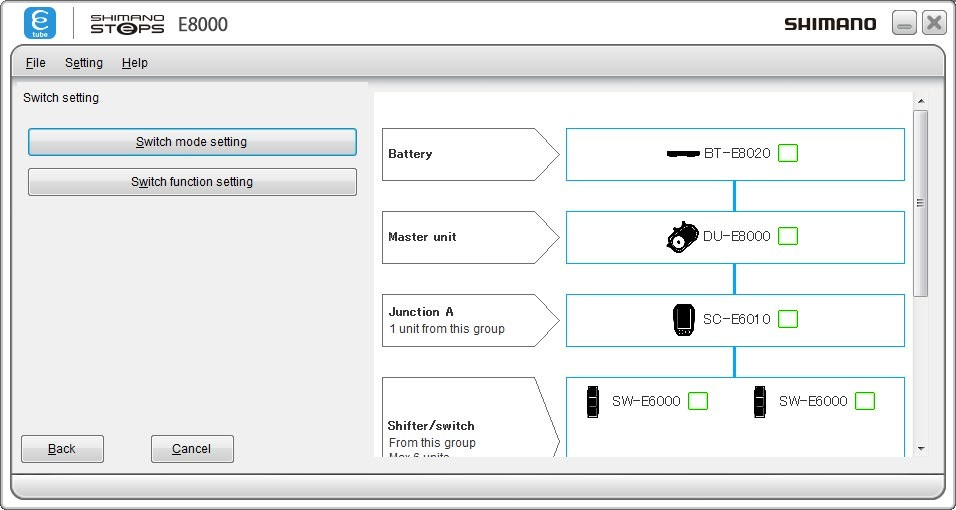 e
tube
SHIMANO
STEPS
E8000
SHIMANO
File Setting Help
Switch setting
Switch mode setting
Switch function setting
Back
Cancel
Battery
BT-E8020
Master unit
DU-E8000
Junction A
1 unit from this group
SC-E6010
Shifter/switch
From this group
Max 6 units
SW-E6000
SW-E6000